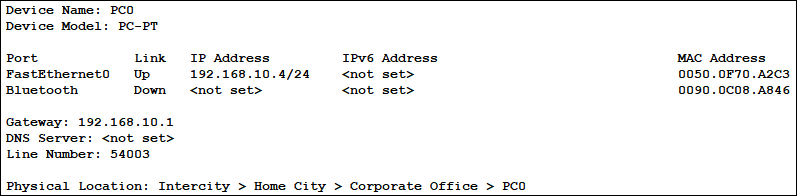 Device Name: PC0
Device Model: PC-PT
Port Link IP Address IPv6 Address MAC Address
FastEthernet0 Up 192.168.10.4/24 <not set> 0050.0F70.A2C3
Bluetooth Down <not set> <not set> 0090.0C08.A846
Gateway: 192.168.10.1
DNS Server: <not set>
Line Number: 54003
Physical Location: Intercity > Home City > Corporate Office > PC0